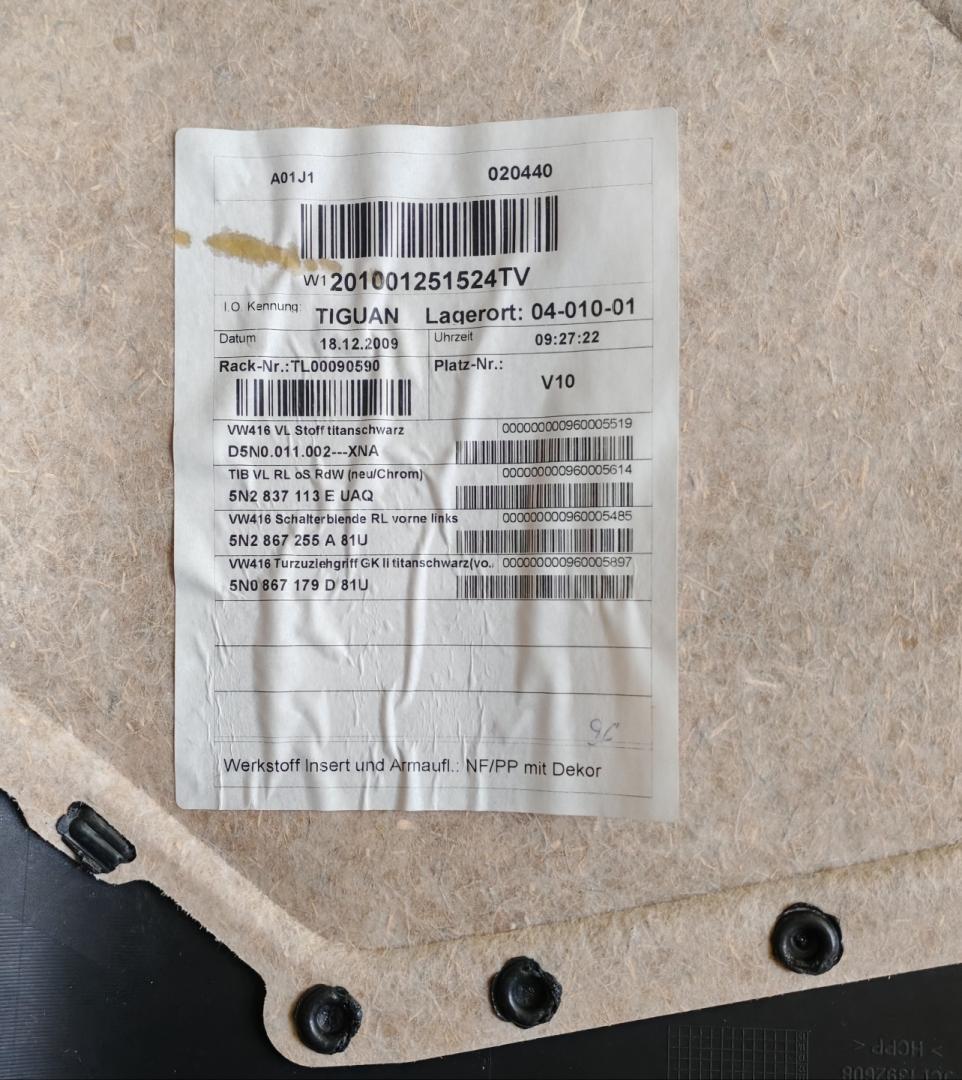 A01J1 020440
W1 201001251524TV
I.O Kennung: TIGUAN Lagerort: 04-010-01
Datum 18.12.2009 Uhrzeit 09:27:22
Rack-Nr.:TL00090590 Platz-Nr.:
V10
VW416 VL Stoff titanschwarz 000000000960005519
D5N0.011.002---XNA
TIB VL RL oS RdW (neu/Chrom) 000000000960005614
5N2 837 113 E UAQ
VW416 Schalterblende RL vorne links 000000000960005485
5N2 867 255 A 81U
VW416 Turzuziehgriff GK li titanschwarz(vo.. 000000000960005897
5N0 867 179 D 81U
Werkstoff Insert und Armaufl.: NF/PP mit Dekor
> HCPP <